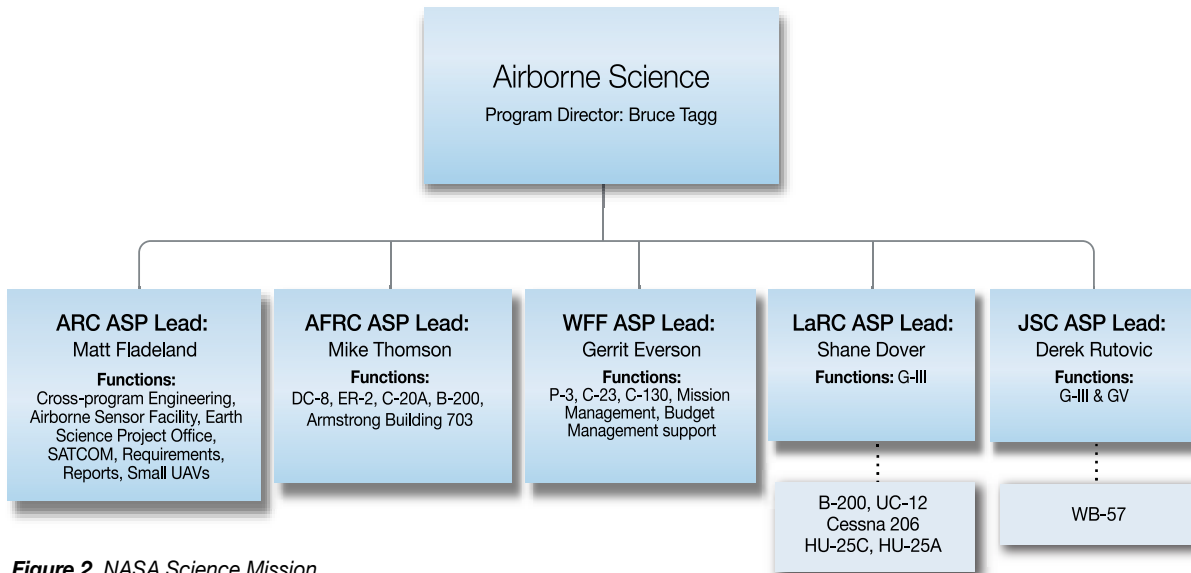 Airborne Science
Program Director: Bruce Tagg
ARC ASP Lead:
Matt Fladeland
Functions:
Cross-program Engineering,
Airborne Sensor Facility, Earth
Science Project Office,
SATCOM, Requirements,
Reports, Small UAVs
AFRC ASP Lead:
Mike Thomson
Functions:
DC-8, ER-2, C-20A, B-200,
Armstrong Building 703
WFF ASP Lead:
Gerrit Everson
Functions:
P-3, C-23, C-130, Mission
Management, Budget
Management support
LaRC ASP Lead:
Shane Dover
Functions: G-III
B-200, UC-12
Cessna 206
HU-25C, HU-25A
JSC ASP Lead:
Derek Rutovic
Functions:
G-III & GV
WB-57
Figure 2 NASA Science Mission